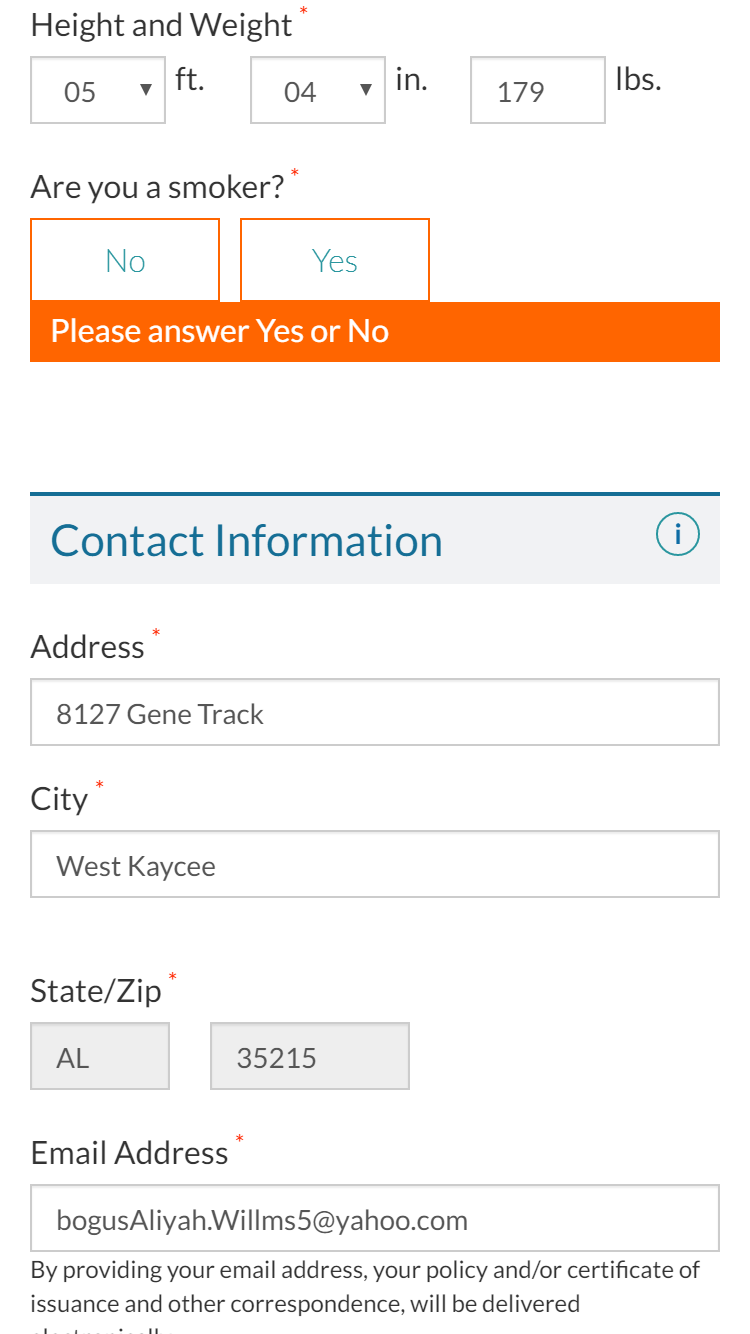 Height and Weight *
05 ▼ ft. 04 ▼ in. 179 lbs.
Are you a smoker? *
No Yes
Please answer Yes or No
Contact Information i
Address *
8127 Gene Track
City *
West Kaycee
State/Zip *
AL 35215
Email Address *
bogusAliyah.Willms5@yahoo.com
By providing your email address, your policy and/or certificate of
issuance and other correspondence, will be delivered